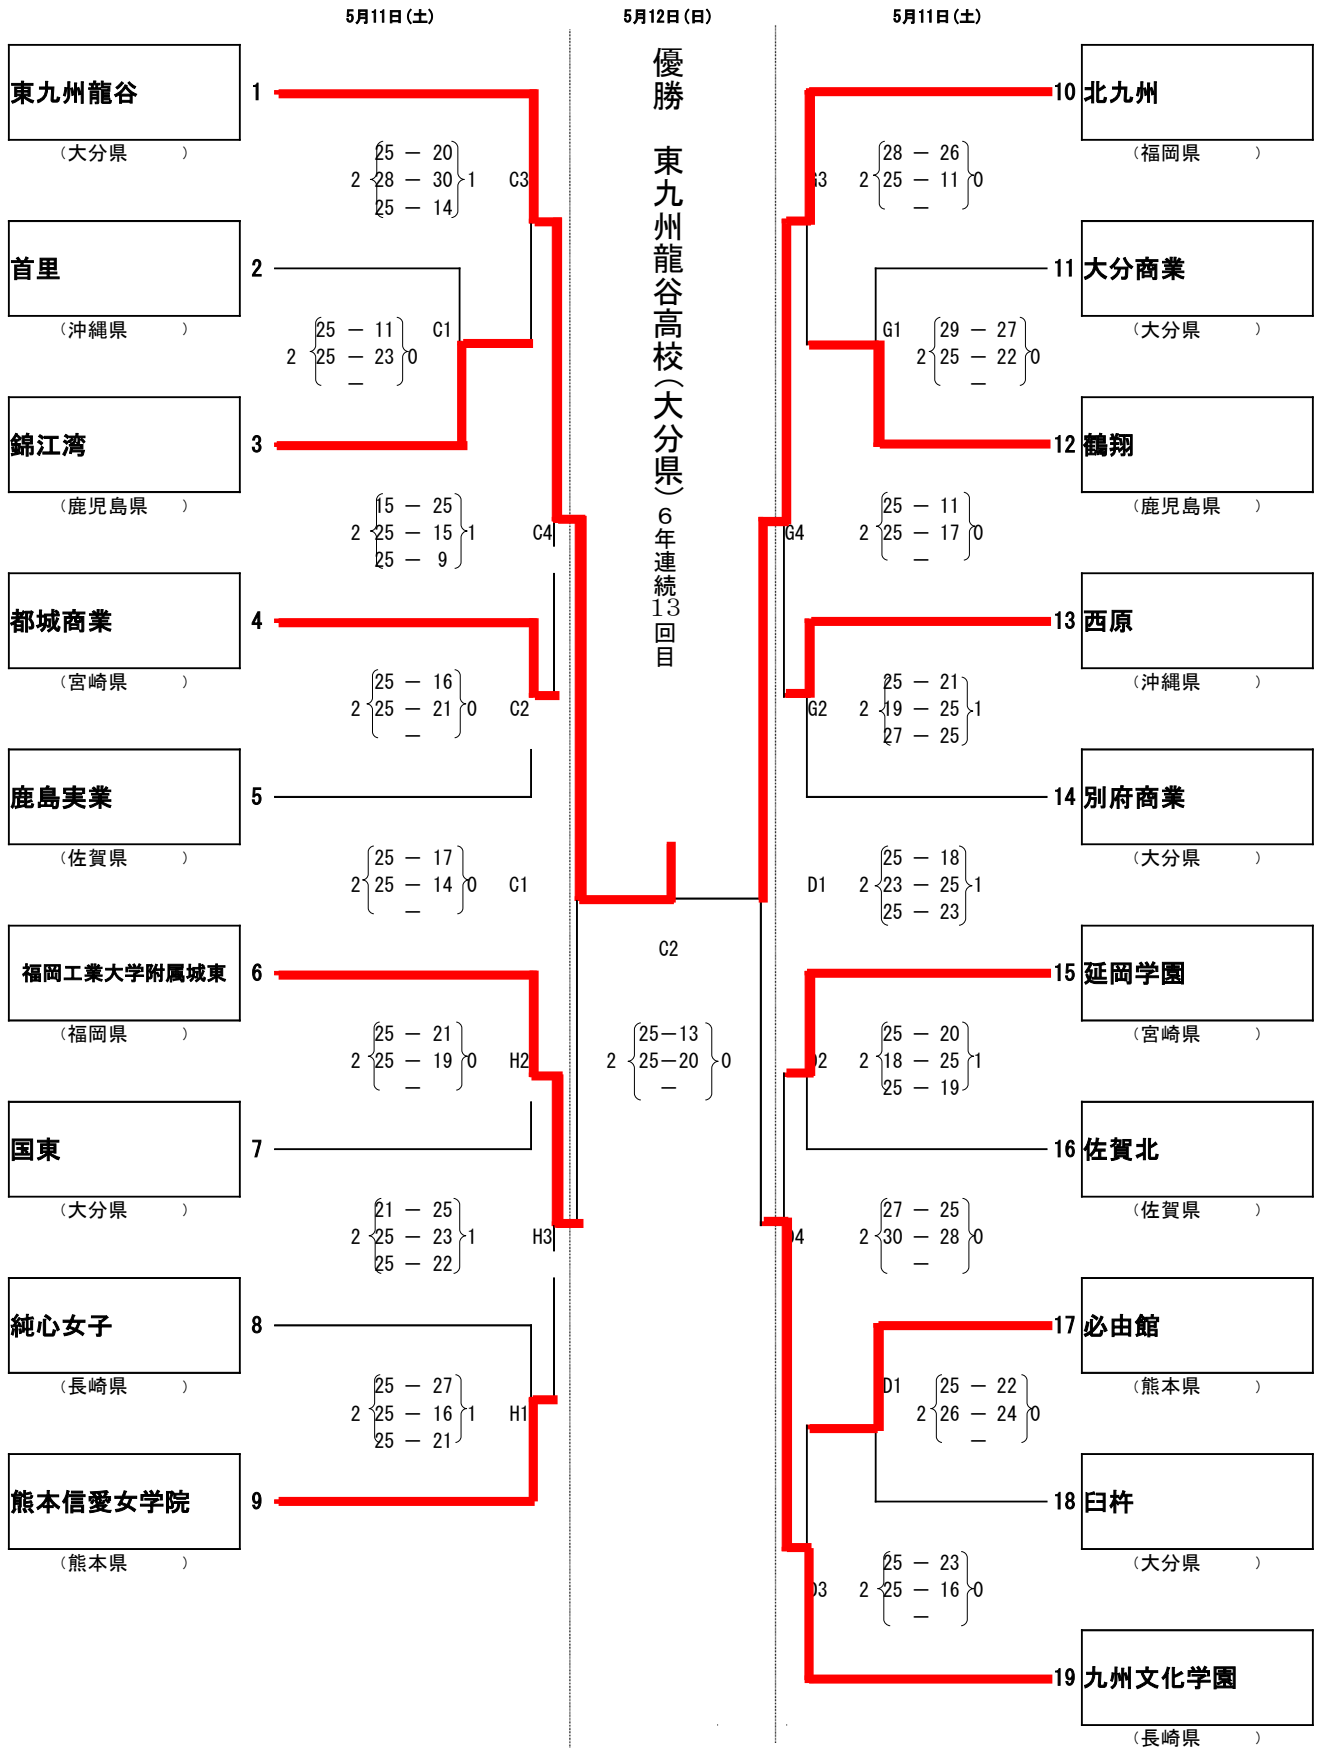 5月11日（土）
5月12日（日）
5月11日（土）
優勝　東九州龍谷高校（大分県）６年連続１３回目
東九州龍谷 1
（大分県　　　）
25 － 20
2 28 － 30 1 C3
25 － 14
首里 2
（沖縄県　　　）
25 － 11 C1
2 25 － 23 0
－
錦江湾 3
（鹿児島県　　）
15 － 25
2 25 － 15 1 C4
25 － 9
都城商業 4
（宮崎県　　　）
25 － 16
2 25 － 21 0 C2
－
鹿島実業 5
（佐賀県　　　）
25 － 17
2 25 － 14 0 C1
－
福岡工業大学附属城東 6
（福岡県　　　）
25 － 21
2 25 － 19 0 H2
－
国東 7
（大分県　　　）
21 － 25
2 25 － 23 1 H3
25 － 22
純心女子 8
（長崎県　　　）
25 － 27
2 25 － 16 1 H1
25 － 21
熊本信愛女学院 9
（熊本県　　　）
C2
25－13
2 25－20 0
－
10 北九州
（福岡県　　　）
28 － 26
G3 2 25 － 11 0
－
11 大分商業
（大分県　　　）
G1 29 － 27
2 25 － 22 0
－
12 鶴翔
（鹿児島県　　）
25 － 11
G4 2 25 － 17 0
－
13 西原
（沖縄県　　　）
25 － 21
G2 2 19 － 25 1
27 － 25
14 別府商業
（大分県　　　）
25 － 18
D1 2 23 － 25 1
25 － 23
15 延岡学園
（宮崎県　　　）
25 － 20
D2 2 18 － 25 1
25 － 19
16 佐賀北
（佐賀県　　　）
27 － 25
D4 2 30 － 28 0
－
17 必由館
（熊本県　　　）
D1 25 － 22
2 26 － 24 0
－
18 臼杵
（大分県　　　）
25 － 23
D3 2 25 － 16 0
－
19 九州文化学園
（長崎県　　　）